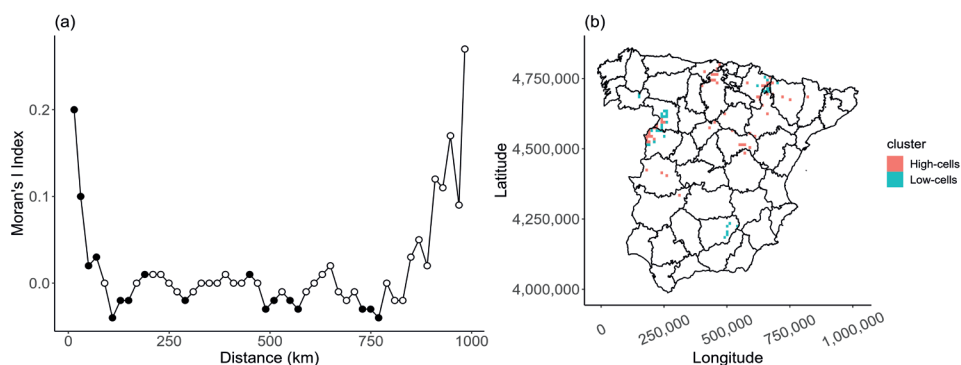 (a)
Moran's I Index
0.2
0.1
0.0
0
250
500
750
1000
Distance (km)
(b)
Latitude
4,750,000
4,500,000
4,250,000
4,000,000
0
250,000
500,000
750,000
1,000,000
Longitude
cluster
High-cells
Low-cells